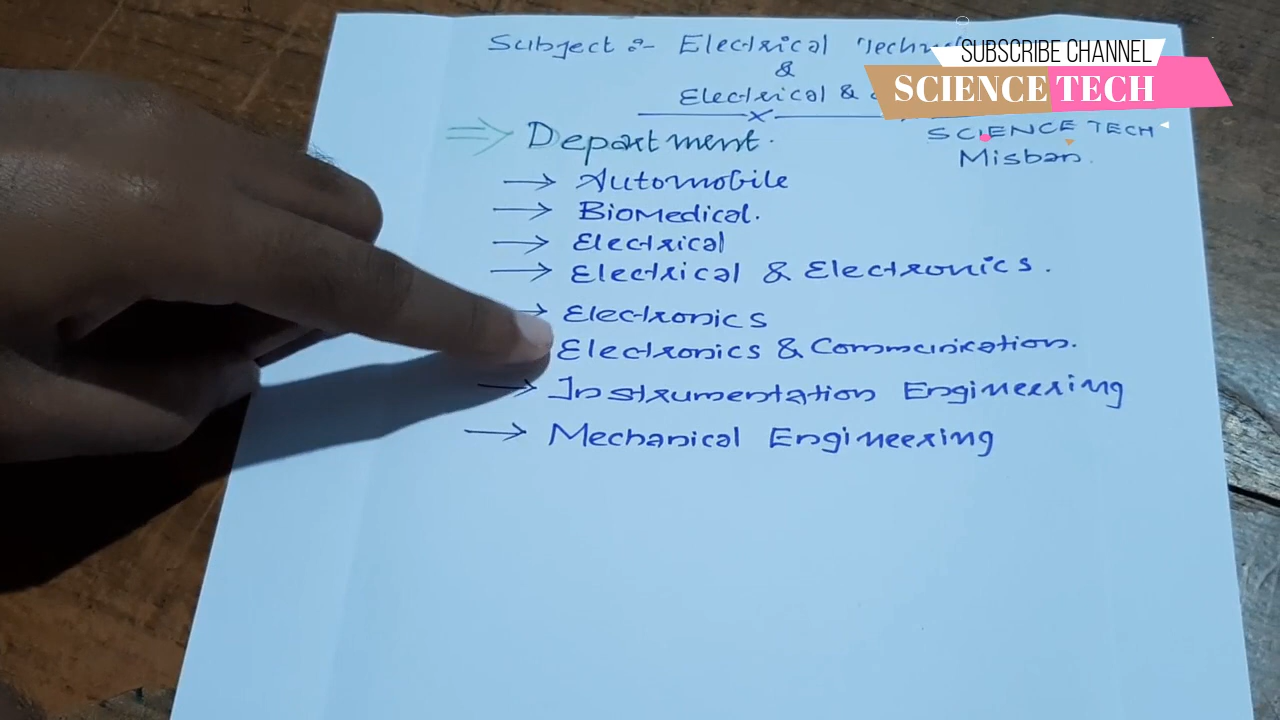 Subject :- Electrical
SUBSCRIBE CHANNEL
&
SCIENCE TECH
Electrical &
x
SCIENCE TECH
⇒ Department.
Misban.
→ Automobile
→ Biomedical.
→ Electrical
→ Electrical & Electronics.
→ Electronics
Electronics & Communication.
→ Instrumentation Engineering
→ Mechanical Engineering